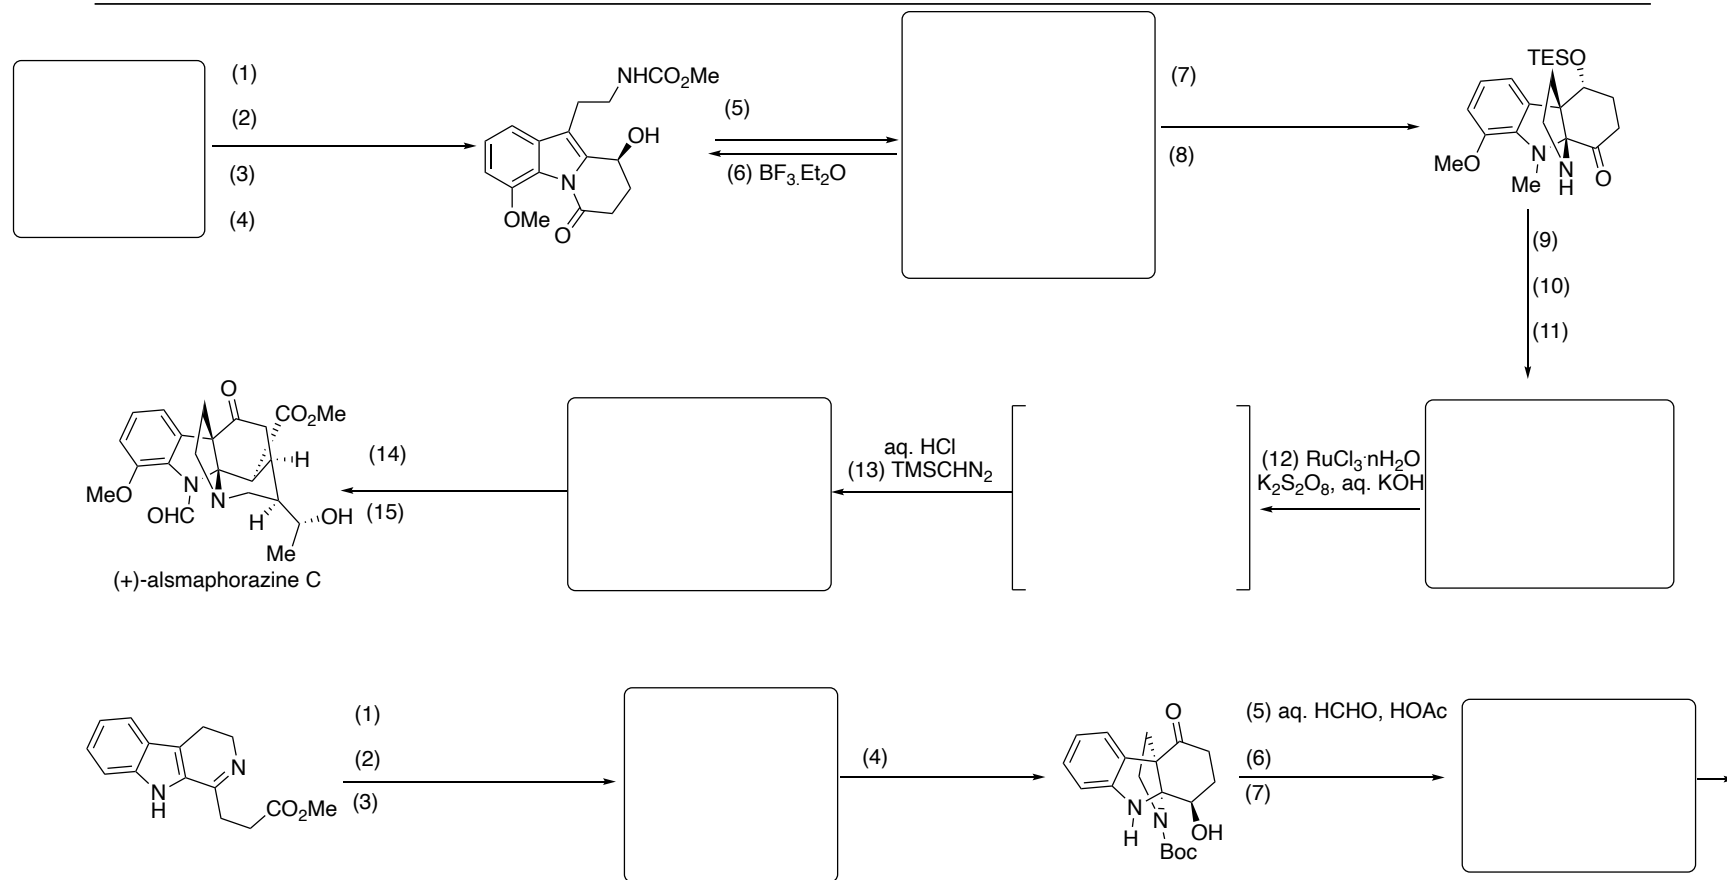 (1)
(2)
(3)
(4)
NHCO2Me
OH
N
OMe
O
(5)
(6) BF3.Et2O
(7)
(8)
TESO
MeO
N
Me
N
H
O
(9)
(10)
(11)
(12) RuCl3·nH2O
K2S2O8, aq. KOH
aq. HCl
(13) TMSCHN2
(14)
(15)
O
CO2Me
H
MeO
N
OHC
N
H
OH
Me
(+)-alsmaphorazine C
N
N
H
CO2Me
(1)
(2)
(3)
(4)
O
N
H
N
OH
Boc
(5) aq. HCHO, HOAc
(6)
(7)